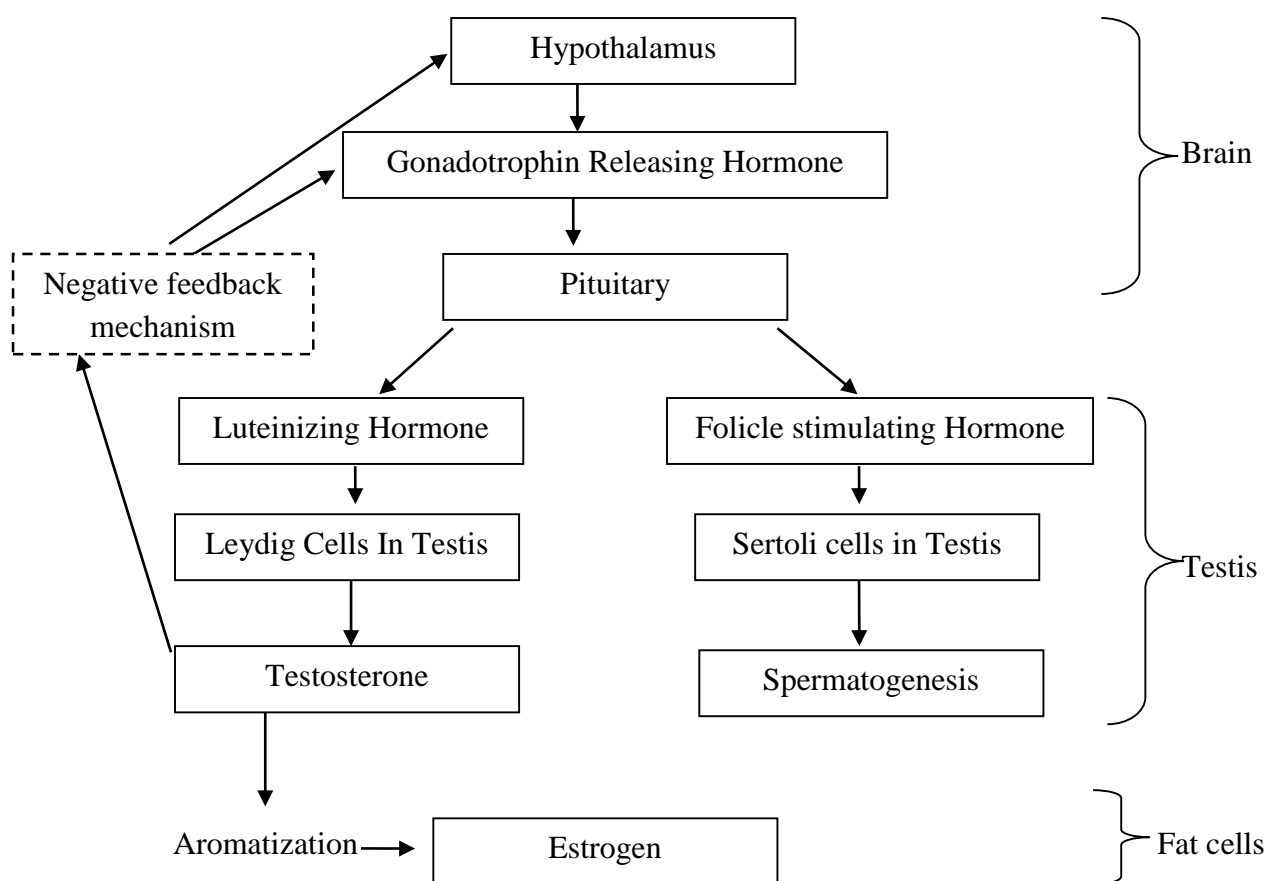 Hypothalamus
Gonadotrophin Releasing Hormone
Brain
Negative feedback
mechanism
Pituitary
Luteinizing Hormone
Folicle stimulating Hormone
Leydig Cells In Testis
Sertoli cells in Testis
Testis
Testosterone
Spermatogenesis
Aromatization
Estrogen
Fat cells